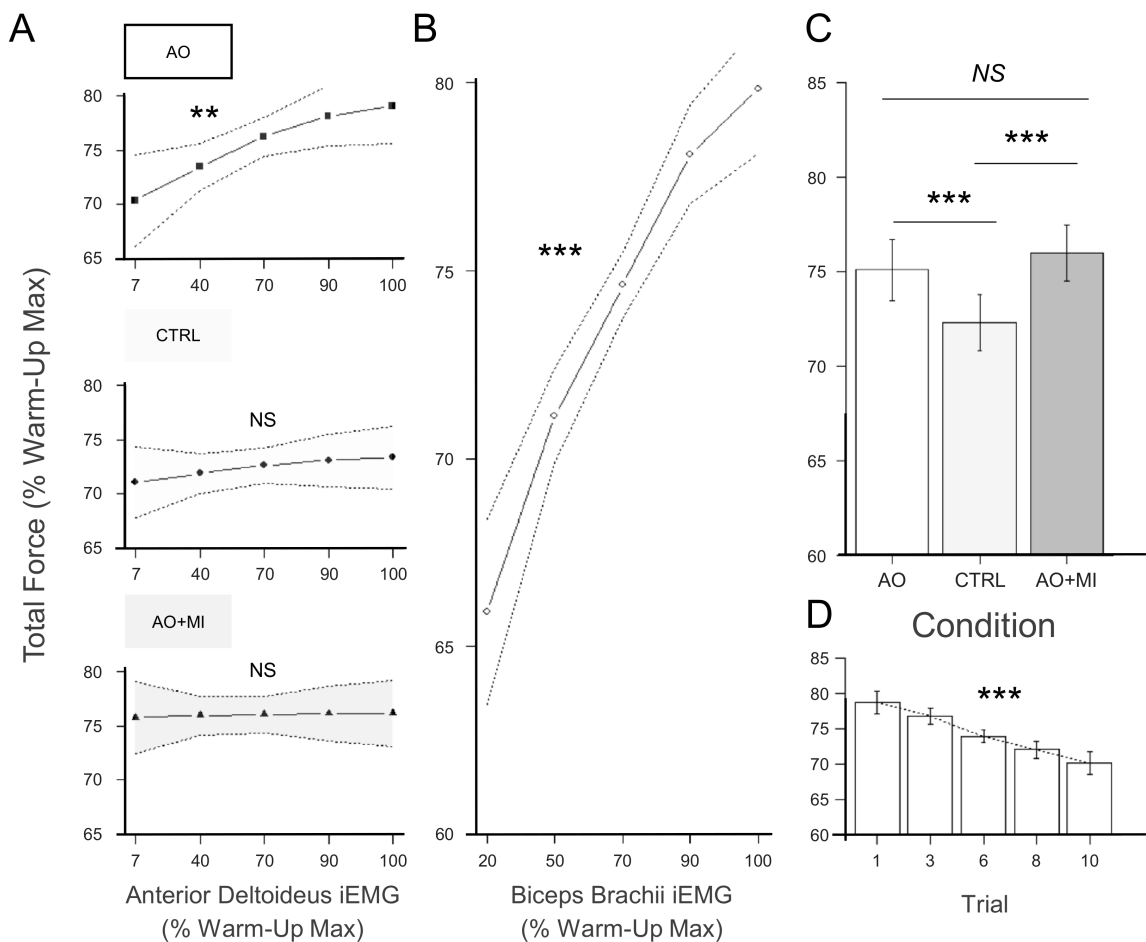 A
AO
80
75
70
65
**
7 40 70 90 100
CTRL
80
75
70
65
NS
7 40 70 90 100
AO+MI
80
75
70
65
NS
7 40 70 90 100
Anterior Deltoideus iEMG
(% Warm-Up Max)
Total Force (% Warm-Up Max)
B
80
75
70
65
60
***
20 50 70 90 100
Biceps Brachii iEMG
(% Warm-Up Max)
C
85
80
75
70
65
60
NS
***
***
AO CTRL AO+MI
Condition
D
85
80
75
70
65
60
***
1 3 6 8 10
Trial